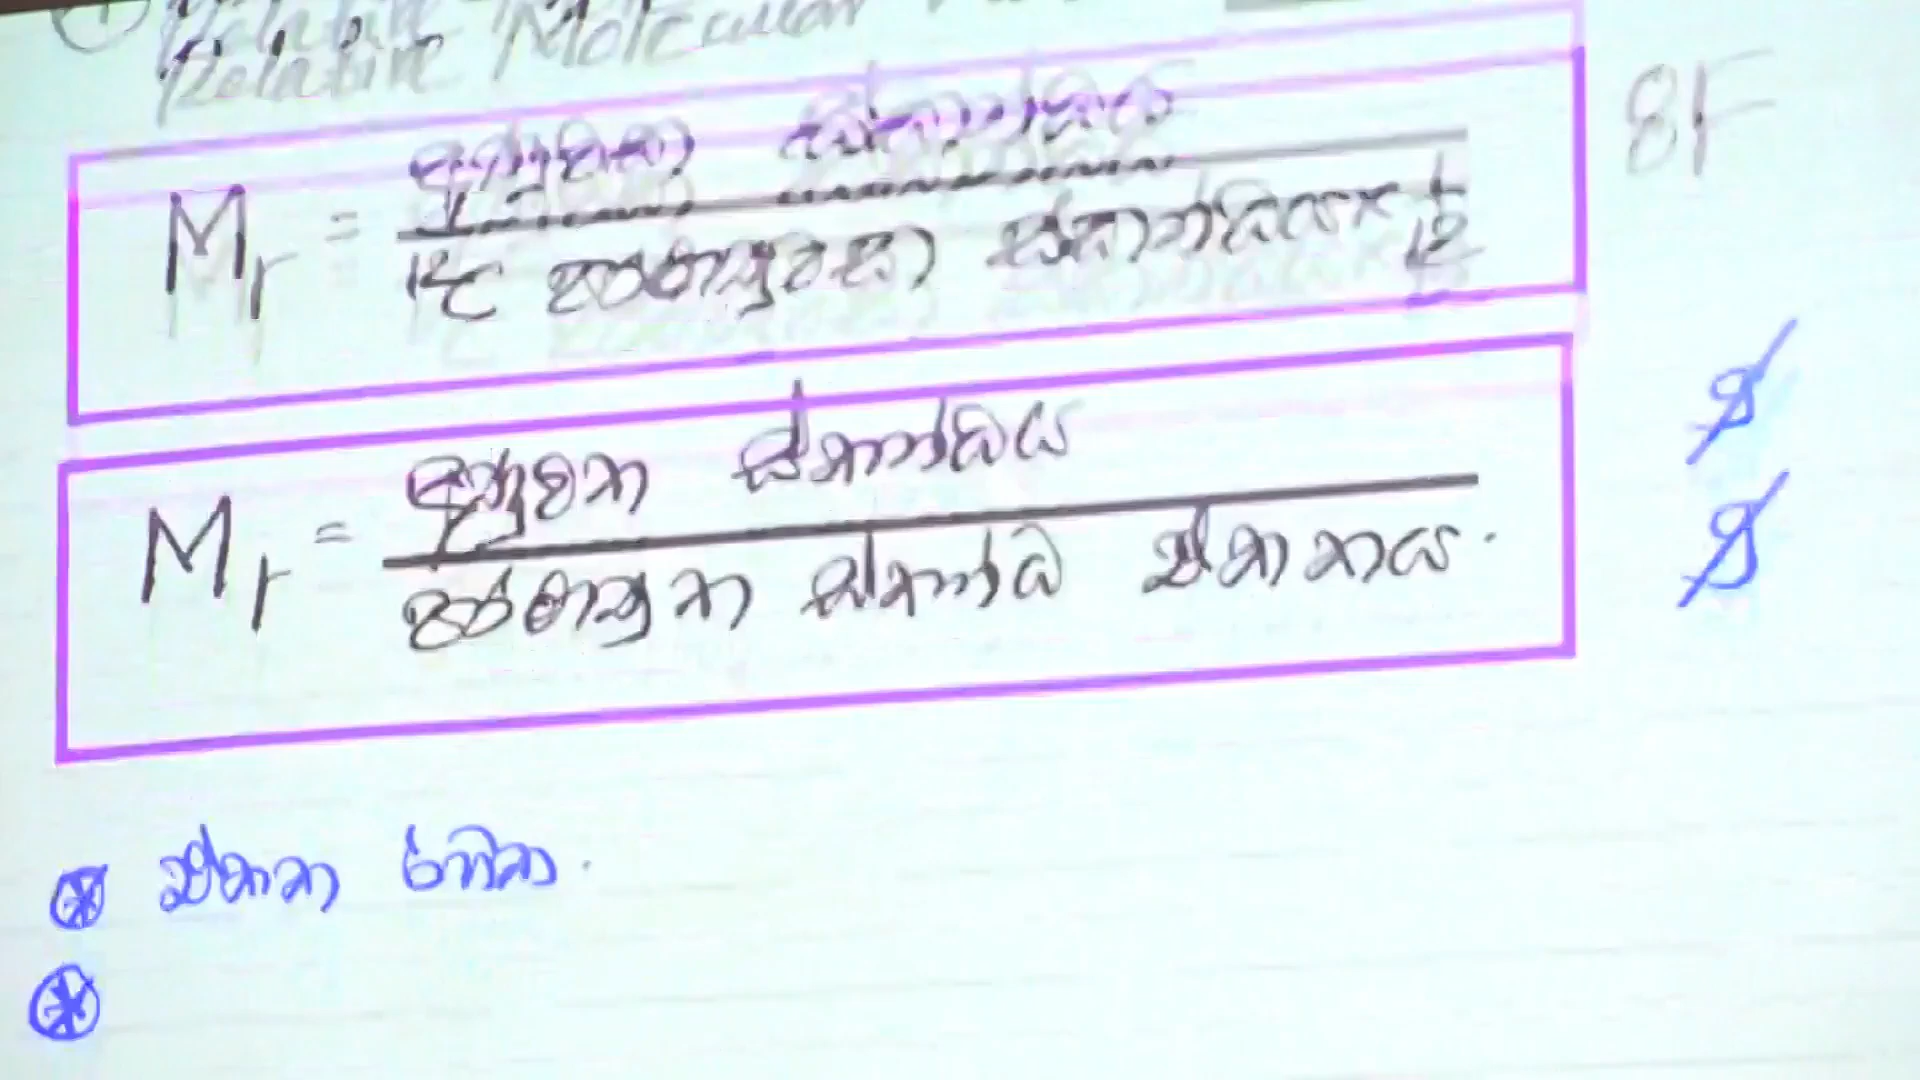 Relative Molecular
Mr = අණුවක ස්කන්ධය
12C පරමාණුවක ස්කන්ධය × 1/12
Mr = අණුවක ස්කන්ධය
පරමාණුක ස්කන්ධ ඒකකය.
ඒකක රහිත.